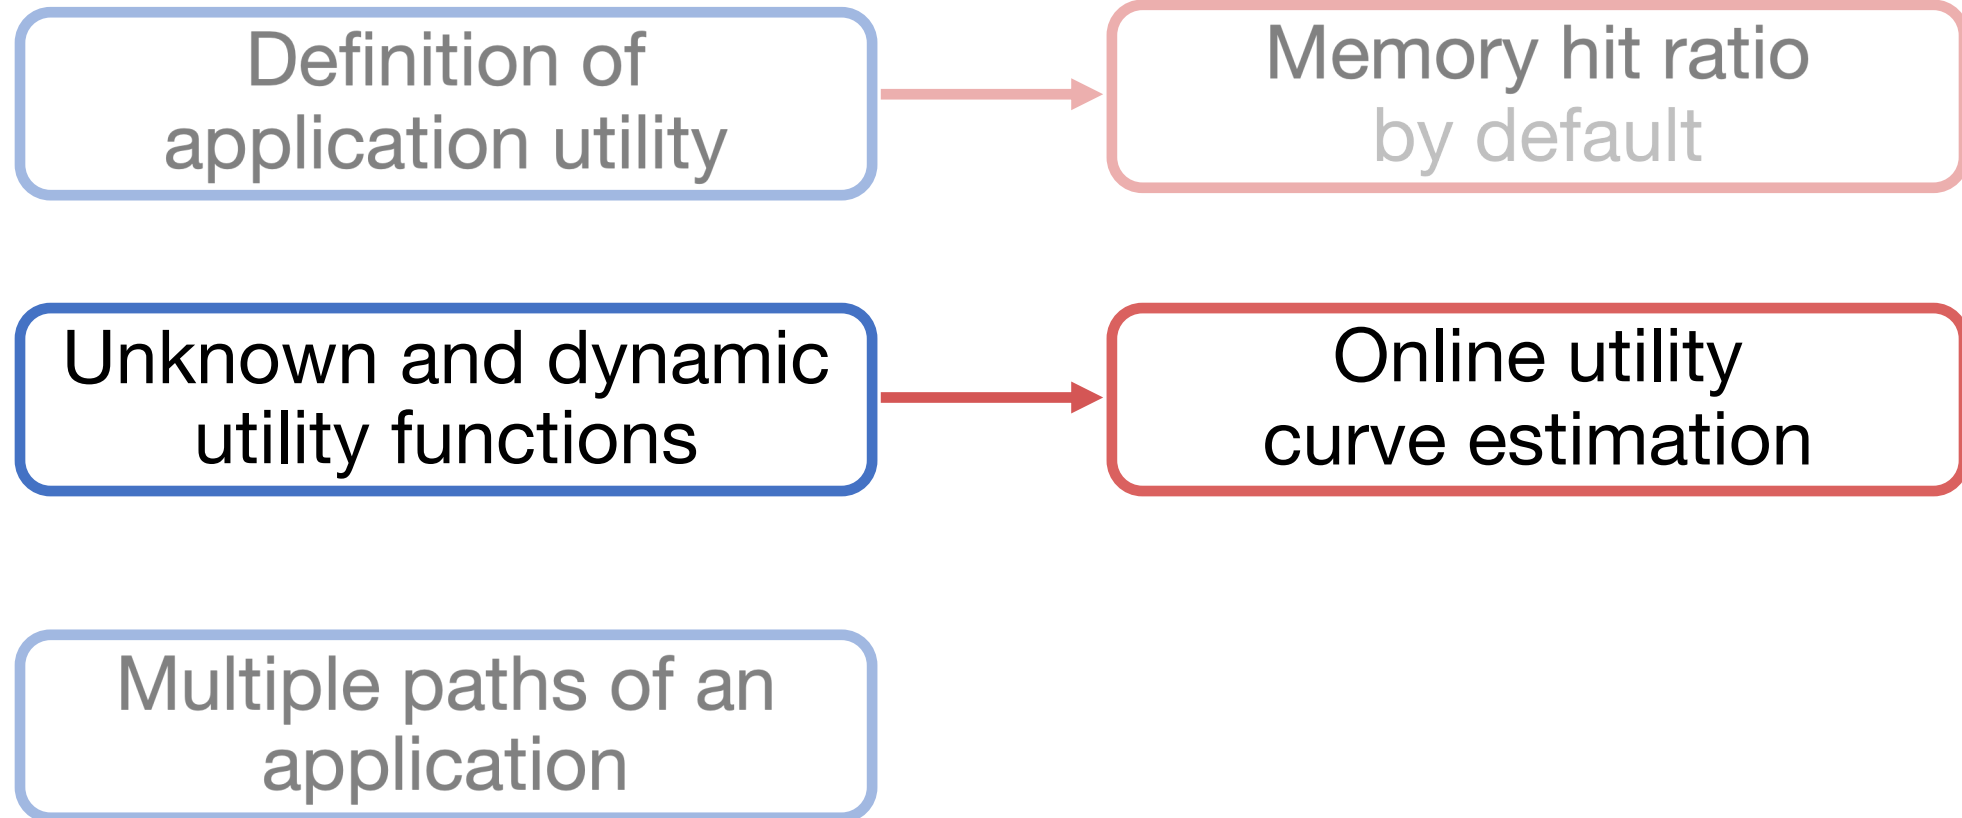 Definition of
application utility
Memory hit ratio
by default
Unknown and dynamic
utility functions
Online utility
curve estimation
Multiple paths of an
application